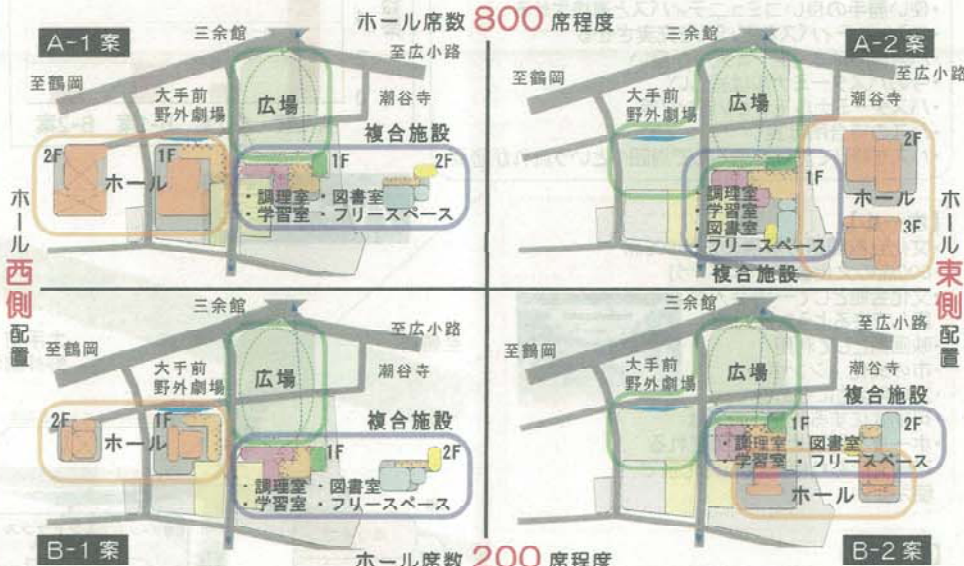 ホール席数 800 席程度
A-1 案
三余館
至広小路
至鶴岡
大手前
野外劇場
広場
潮谷寺
複合施設
2F
1F
ホール
1F
2F
・調理室 ・図書室
・学習室 ・フリースペース
A-2 案
三余館
至広小路
至鶴岡
大手前
野外劇場
広場
潮谷寺
2F
1F
ホール
3F
・調理室
・学習室
・図書室
・フリースペース
複合施設
ホール西側配置
ホール東側配置
三余館
至広小路
至鶴岡
大手前
野外劇場
広場
潮谷寺
複合施設
2F
1F
ホール
1F
2F
・調理室 ・図書室
・学習室 ・フリースペース
B-1 案
三余館
至広小路
至鶴岡
大手前
野外劇場
広場
潮谷寺
複合施設
1F
2F
・調理室 ・図書室
・学習室 ・フリースペース
ホール
B-2 案
ホール席数 200 席程度